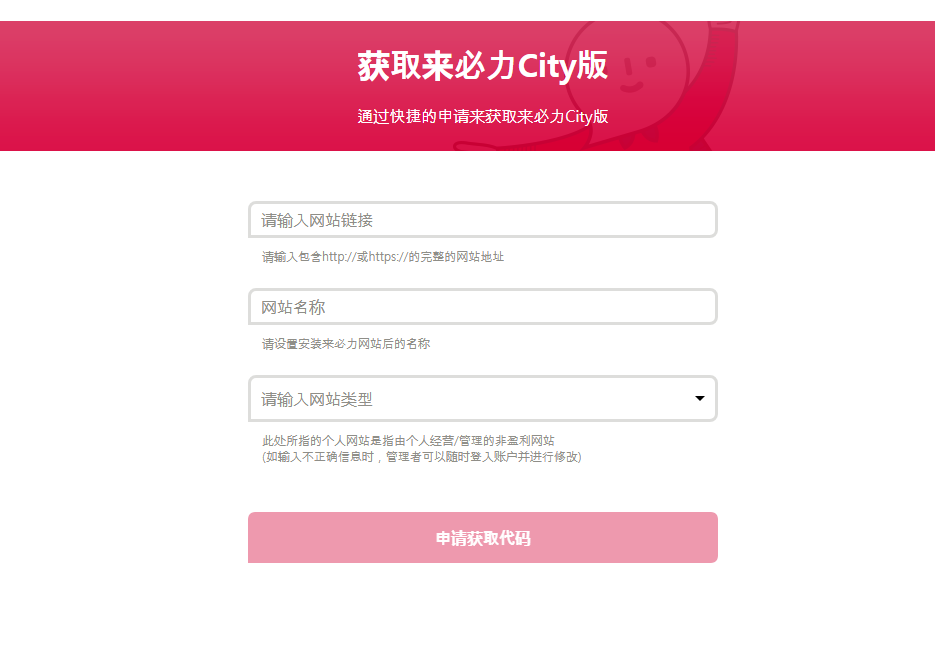 获取来必力City版
通过快捷的申请来获取来必力City版
请输入网站链接
请输入包含http://或https://的完整的网站地址
网站名称
请设置安装来必力网站后的名称
请输入网站类型
此处所指的个人网站是指由个人经营/管理的非盈利网站
(如输入不正确信息时，管理者可以随时登入账户并进行修改)
申请获取代码